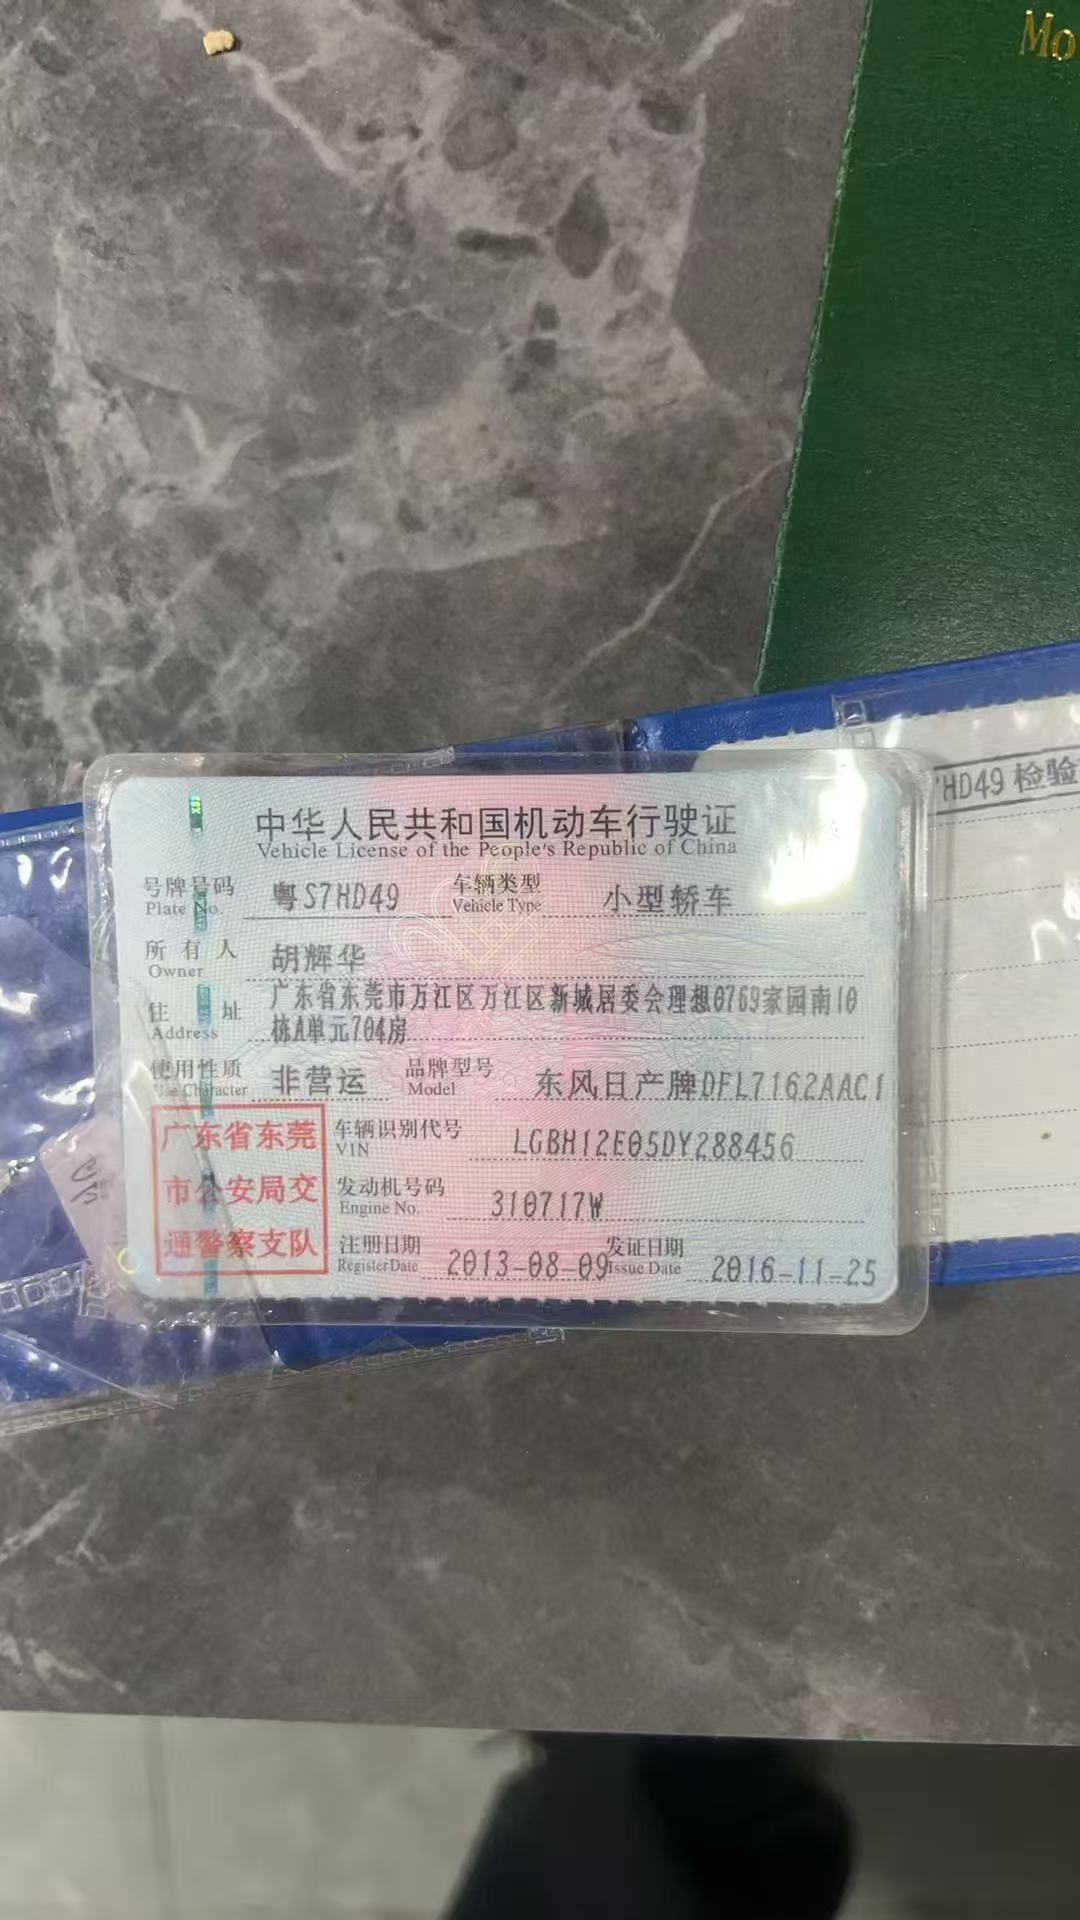 Mo
HD49 检验
中华人民共和国机动车行驶证
Vehicle License of the People's Republic of China
号牌号码 粤S7HD49 车辆类型 小型轿车
Plate No. Vehicle Type
所有人 胡辉华
Owner
住址 广东省东莞市万江区万江区新城居委会理想0769家园南10
Address 栋A单元704房
使用性质 非营运 品牌型号 东风日产牌DFL7162AAC1
Use Character Model
广东省东莞
市公安局交
通警察支队
车辆识别代号 LGBH12E05DY288456
VIN
发动机号码 310717W
Engine No.
注册日期 2013-08-09 发证日期 2016-11-25
Register Date Issue Date